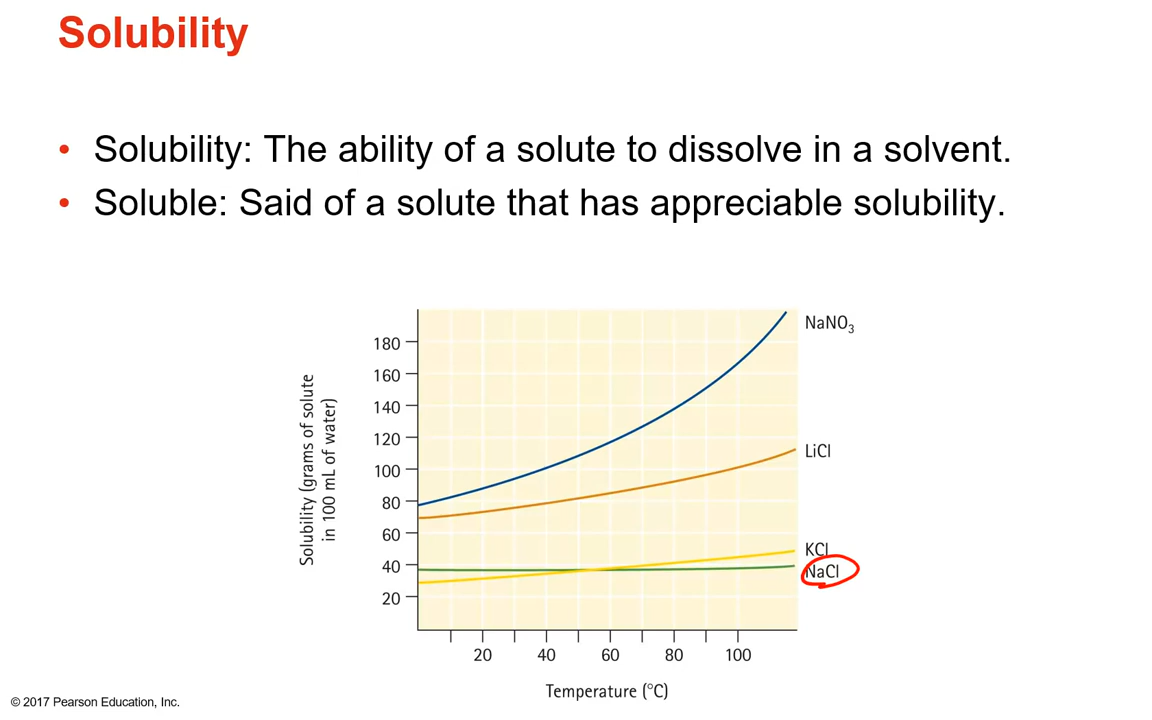 Solubility
• Solubility: The ability of a solute to dissolve in a solvent.
• Soluble: Said of a solute that has appreciable solubility.
Solubility (grams of solute
in 100 mL of water)
180
160
140
120
100
80
60
40
20
NaNO₃
LiCl
KCl
NaCl
20 40 60 80 100
Temperature (°C)
© 2017 Pearson Education, Inc.